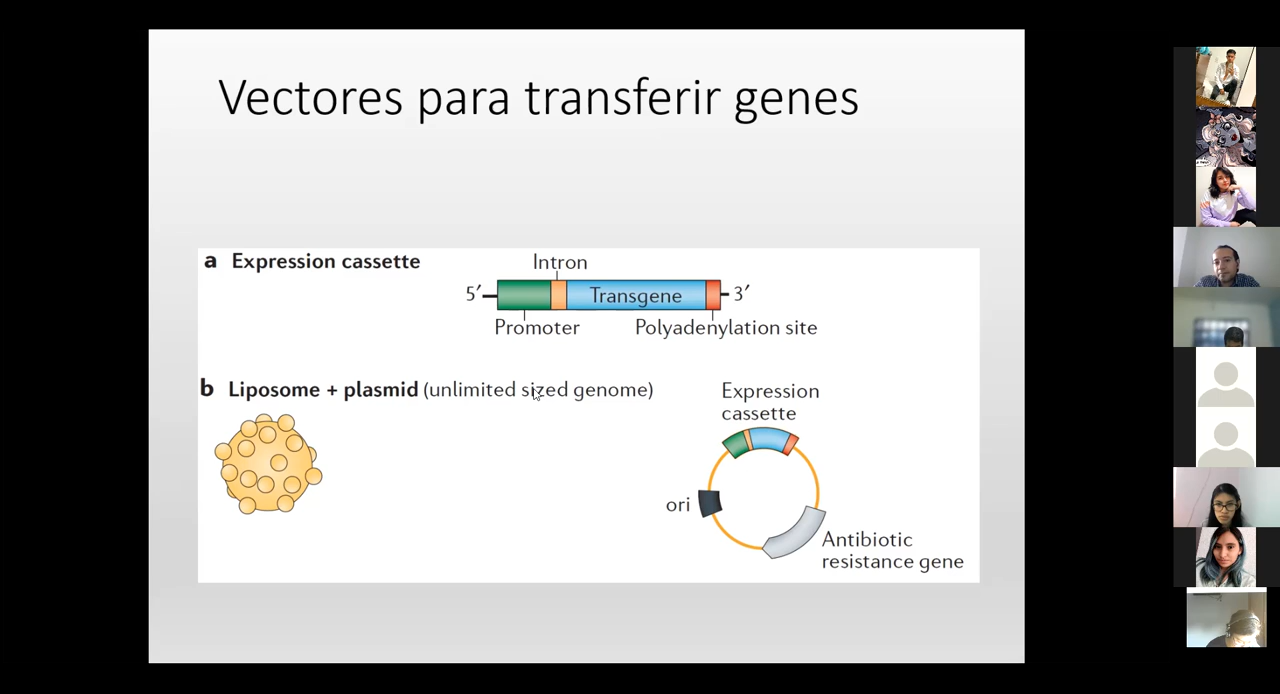 Vectores para transferir genes
a Expression cassette
Intron
5′
Transgene
3′
Promoter
Polyadenylation site
b Liposome + plasmid (unlimited sized genome)
Expression
cassette
ori
Antibiotic
resistance gene